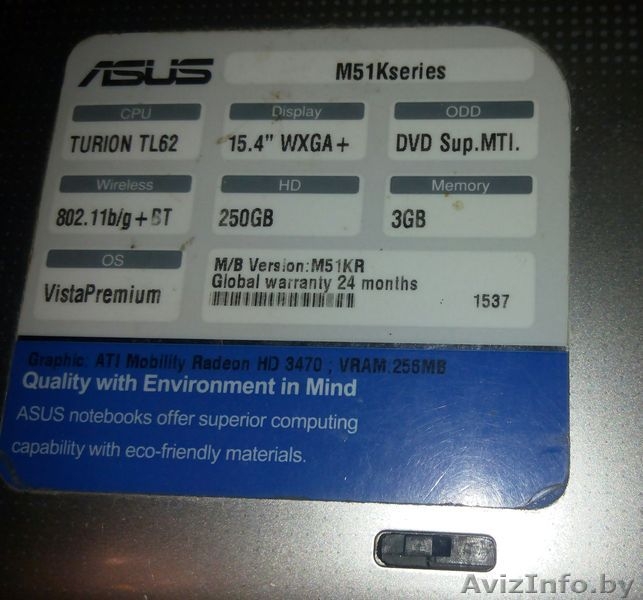 ASUS
M51Kseries
CPU
TURION TL62
Display
15.4" WXGA+
ODD
DVD Sup.MTI.
Wireless
802.11b/g+BT
HD
250GB
Memory
3GB
OS
VistaPremium
M/B Version:M51KR
Global warranty 24 months
1537
Graphic: ATI Mobility Radeon HD 3470 ; VRAM:256MB
Quality with Environment in Mind
ASUS notebooks offer superior computing
capability with eco-friendly materials.
AvizInfo.by